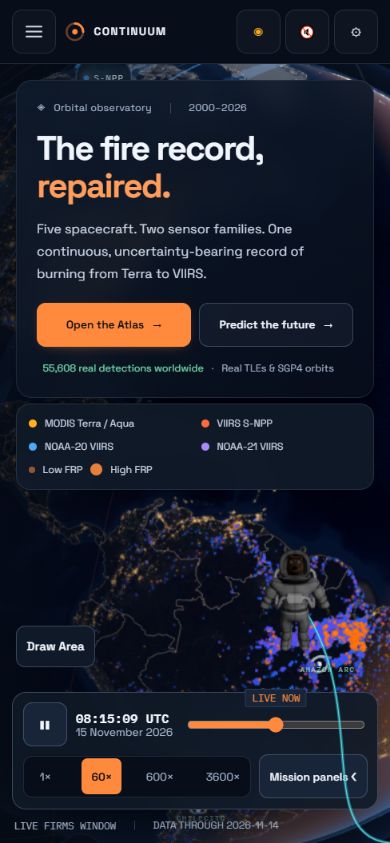 CONTINUUM
S-NPP
Orbital observatory | 2000–2026
The fire record,
repaired.
Five spacecraft. Two sensor families. One
continuous, uncertainty-bearing record of
burning from Terra to VIIRS.
Open the Atlas →
Predict the future →
55,608 real detections worldwide · Real TLEs & SGP4 orbits
MODIS Terra / Aqua
VIIRS S-NPP
NOAA-20 VIIRS
NOAA-21 VIIRS
Low FRP
High FRP
Draw Area
AMAZON ARC
LIVE NOW
08:15:09 UTC
15 November 2026
1×
60×
600×
3600×
Mission panels
LIVE FIRMS WINDOW | DATA THROUGH 2026-11-14